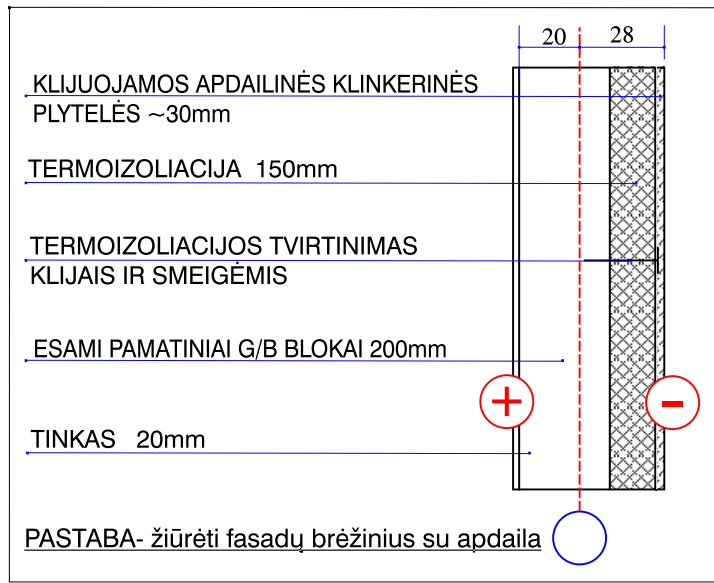 20 28
KLIJUOJAMOS APDAILINĖS KLINKERINĖS
PLYTELĖS ~30mm
TERMOIZOLIACIJA 150mm
TERMOIZOLIACIJOS TVIRTINIMAS
KLIJAIS IR SMEIGĖMIS
ESAMI PAMATINIAI G/B BLOKAI 200mm
+ -
TINKAS 20mm
PASTABA- žiūrėti fasadų brėžinius su apdaila